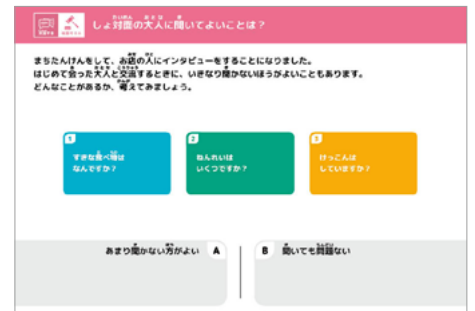 しょ対面の大人に聞いてよいことは？
まちたんけんをして、お店の人にインタビューをすることになりました。
はじめて会った大人と交流するときに、いきなり聞かないほうがよいこともあります。
どんなことがあるか、考えてみましょう。
1
すきな食べ物は
なんですか？
2
ねんれいは
いくつですか？
3
けっこんは
していますか？
あまり聞かない方がよい A
B 聞いても問題ない